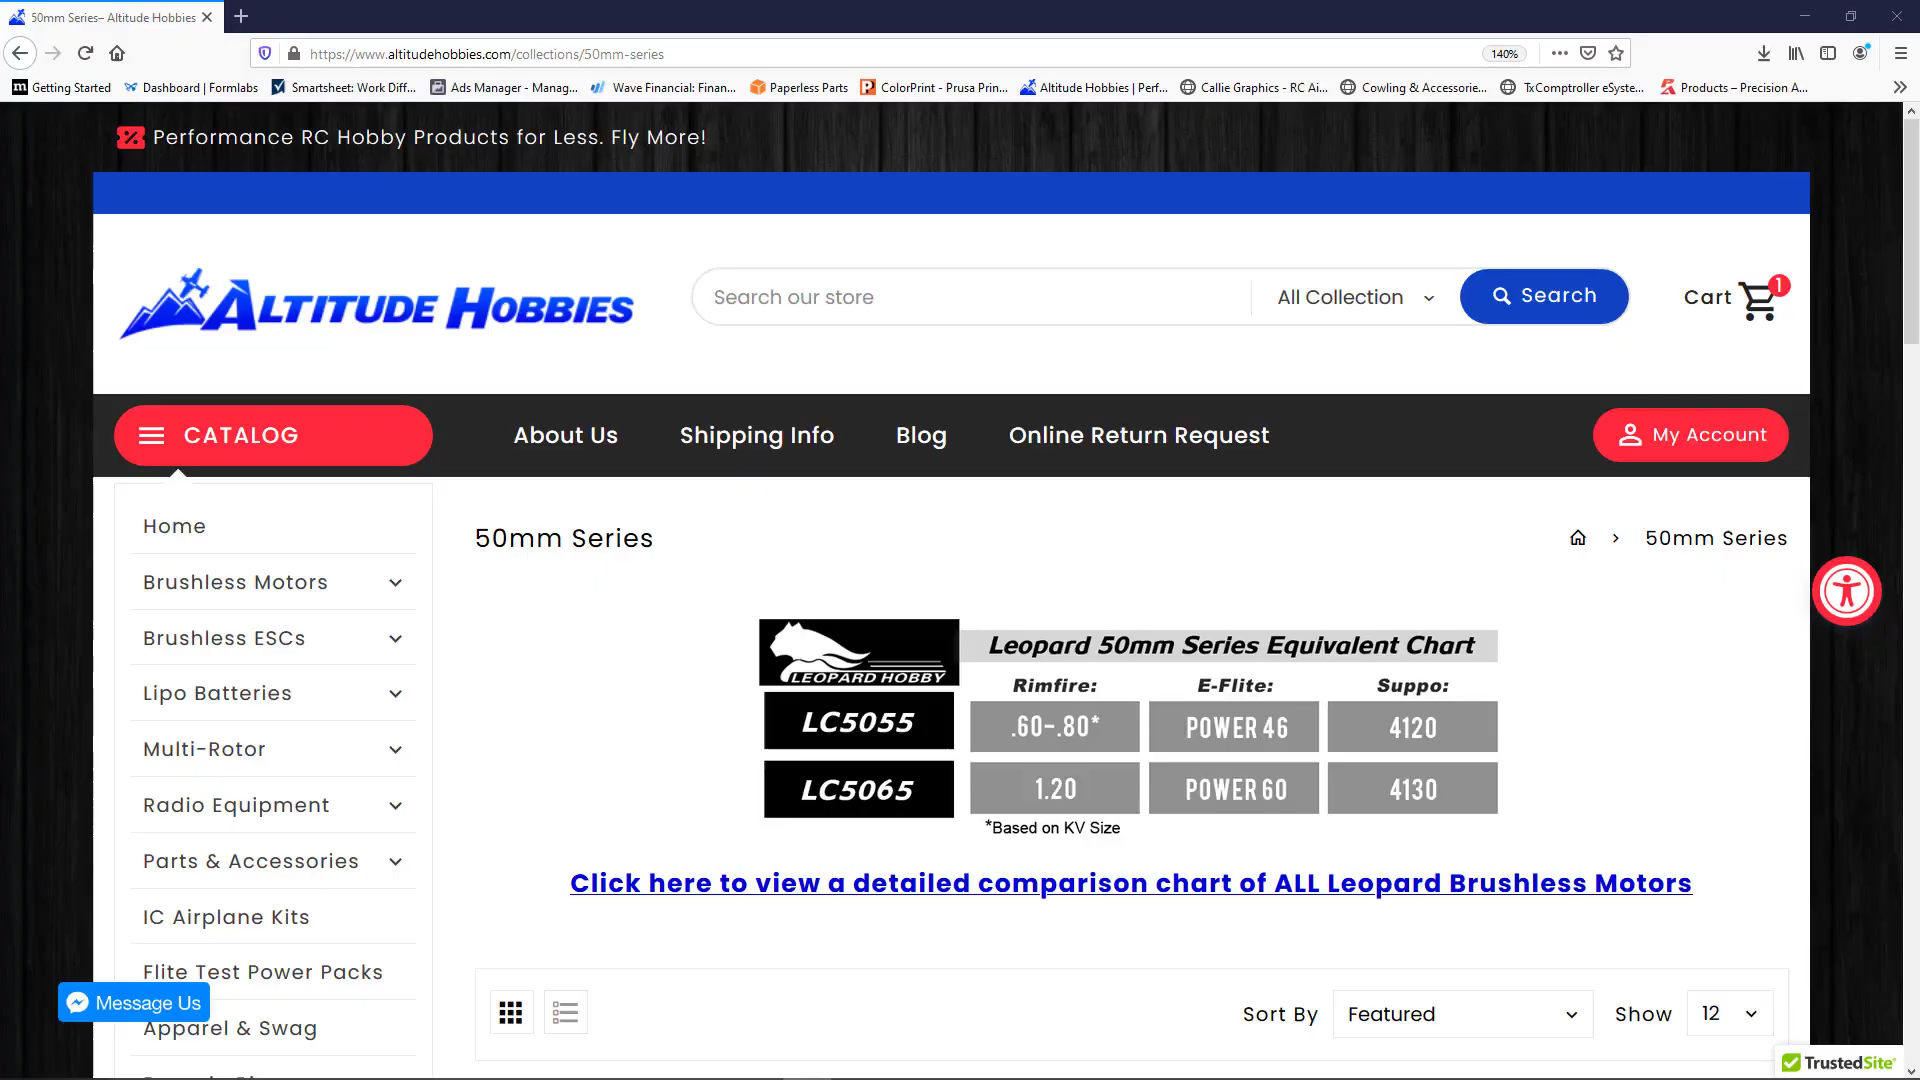 50mm Series– Altitude Hobbies
https://www.altitudehobbies.com/collections/50mm-series
140%
Getting Started
Dashboard | Formlabs
Smartsheet: Work Diff...
Ads Manager - Manag...
Wave Financial: Finan...
Paperless Parts
ColorPrint - Prusa Prin...
Altitude Hobbies | Perf...
Callie Graphics - RC Ai...
Cowling & Accessorie...
TxComptroller eSyste...
Products – Precision A...
Performance RC Hobby Products for Less. Fly More!
ALTITUDE HOBBIES
Search our store
All Collection
Search
Cart
1
CATALOG
About Us
Shipping Info
Blog
Online Return Request
My Account
Home
Brushless Motors
Brushless ESCs
Lipo Batteries
Multi-Rotor
Radio Equipment
Parts & Accessories
IC Airplane Kits
Flite Test Power Packs
Apparel & Swag
Message Us
50mm Series
50mm Series
LEOPARD HOBBY
Leopard 50mm Series Equivalent Chart
Rimfire: E-Flite: Suppo:
LC5055 .60-.80* POWER 46 4120
LC5065 1.20 POWER 60 4130
*Based on KV Size
Click here to view a detailed comparison chart of ALL Leopard Brushless Motors
Sort By
Featured
Show
12
TrustedSite